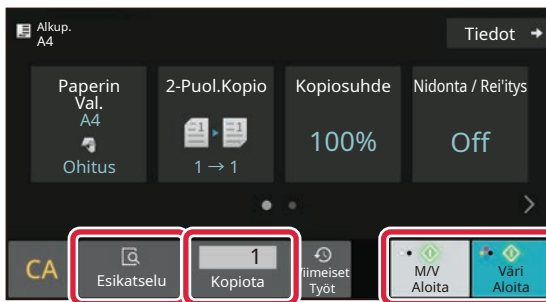 Alkup.
A4
Tiedot
Paperin
Val.
A4
Ohitus
2-Puol.Kopio
1 → 1
Kopiosuhde
100%
Nidonta / Rei'itys
Off
CA
Esikatselu
1
Kopiota
Viimeiset
Työt
M/V
Aloita
Väri
Aloita